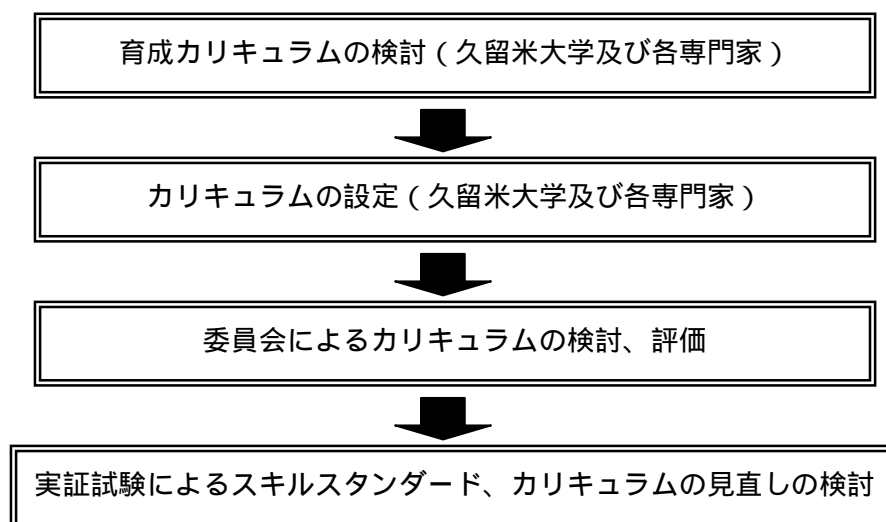 育成カリキュラムの検討（久留米大学及び各専門家）
カリキュラムの設定（久留米大学及び各専門家）
委員会によるカリキュラムの検討、評価
実証試験によるスキルスタンダード、カリキュラムの見直しの検討